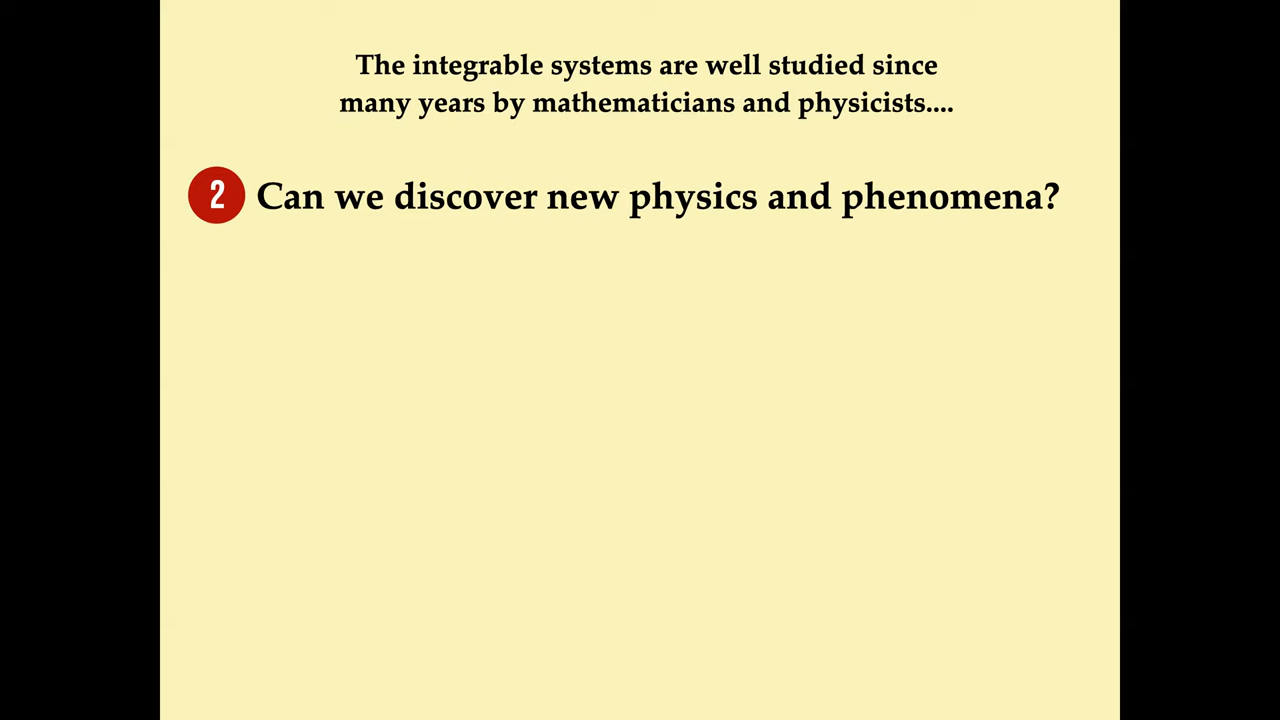 The integrable systems are well studied since
many years by mathematicians and physicists....
2 Can we discover new physics and phenomena?